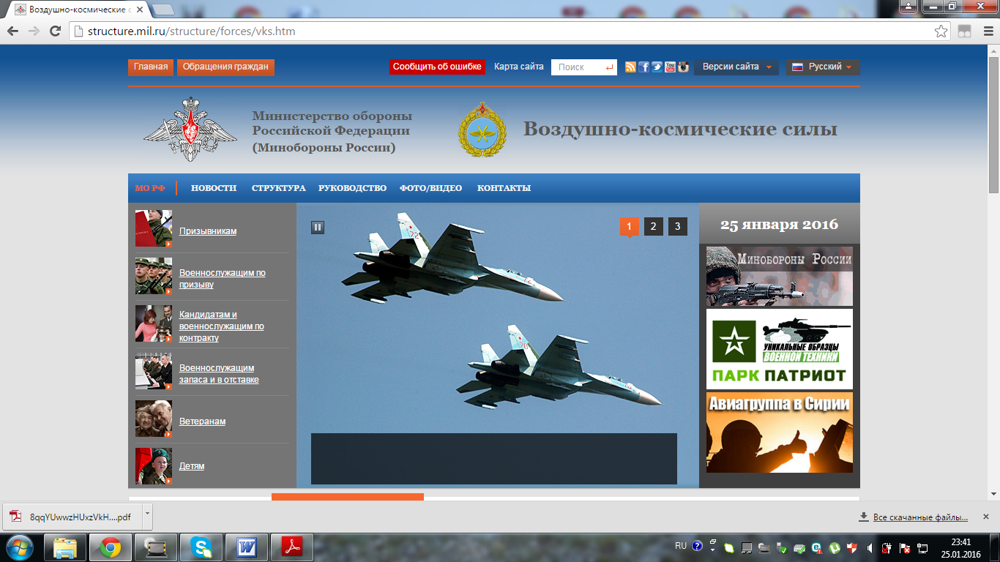 Воздушно-космические с
structure.mil.ru/structure/forces/vks.htm
Главная
Обращения граждан
Сообщить об ошибке
Карта сайта
Поиск
You
Версии сайта
Русский
Министерство обороны
Российской Федерации
(Минобороны России)
Воздушно-космические силы
МО РФ
НОВОСТИ
СТРУКТУРА
РУКОВОДСТВО
ФОТО/ВИДЕО
КОНТАКТЫ
Призывникам
Военнослужащим по
призыву
Кандидатам и
военнослужащим по
контракту
Военнослужащим
запаса и в отставке
Ветеранам
Детям
72
70
1
2
3
25 января 2016
Минобороны России
УНИКАЛЬНЫЕ ОБРАЗЦЫ
ВОЕННОЙ ТЕХНИКИ
ПАРК ПАТРИОТ
Авиагруппа в Сирии
8qqYUwwzHUxzVkH....pdf
Все скачанные файлы...
RU
23:41
25.01.2016